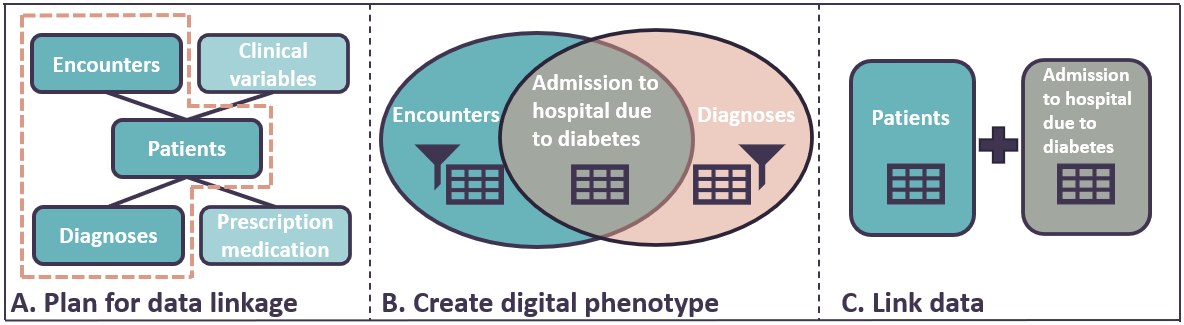 Encounters
Clinical
variables
Patients
Diagnoses
Prescription
medication
A. Plan for data linkage
Encounters
Admission to
hospital due
to diabetes
Diagnoses
B. Create digital phenotype
Patients
Admission
to hospital
due to
diabetes
C. Link data